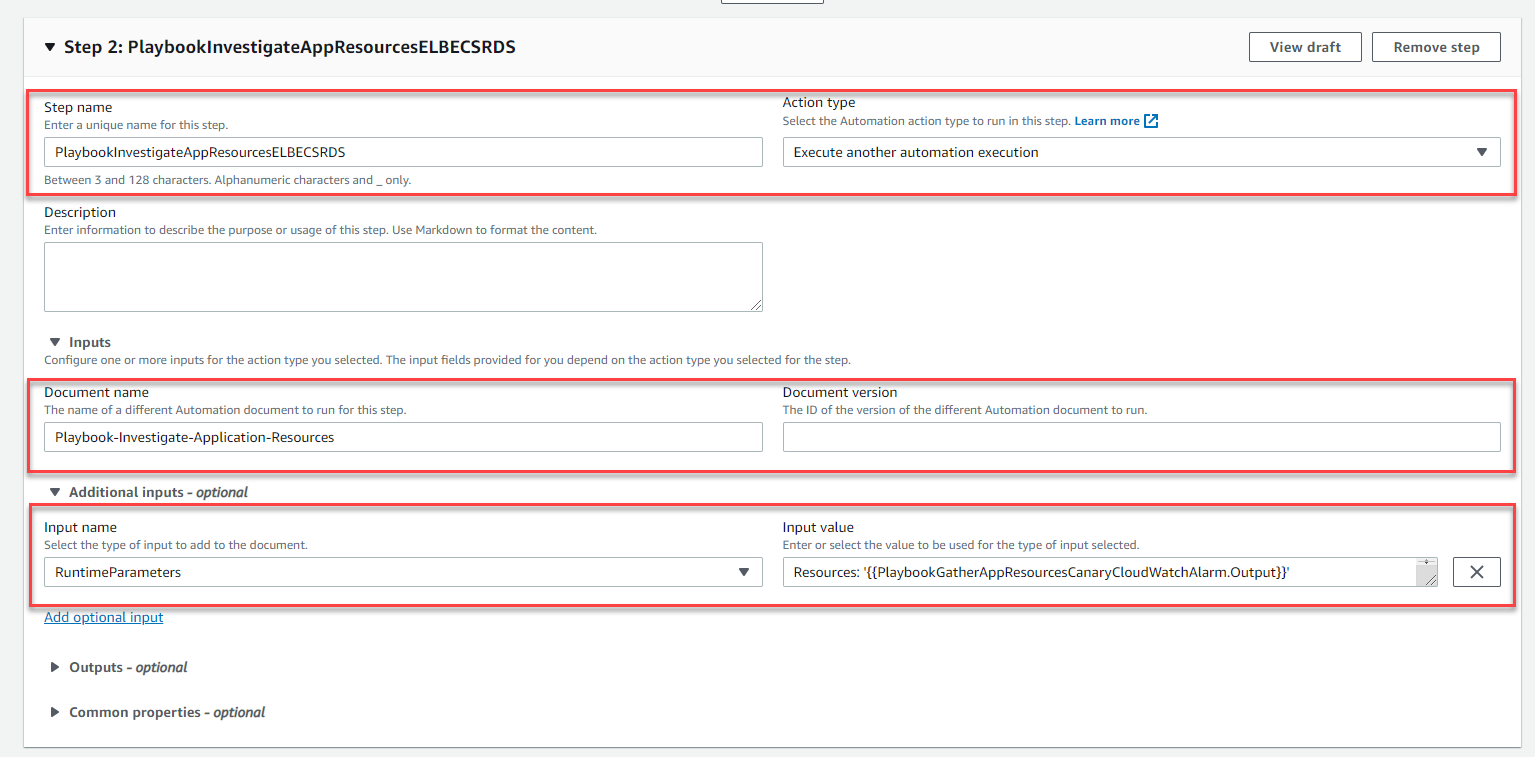 Step 2: PlaybookInvestigateAppResourcesELBECSRDS
View draft
Remove step
Step name
Enter a unique name for this step.
PlaybookInvestigateAppResourcesELBECSRDS
Between 3 and 128 characters. Alphanumeric characters and _ only.
Action type
Select the Automation action type to run in this step. Learn more
Execute another automation execution
Description
Enter information to describe the purpose or usage of this step. Use Markdown to format the content.
Inputs
Configure one or more inputs for the action type you selected. The input fields provided for you depend on the action type you selected for the step.
Document name
The name of a different Automation document to run for this step.
Playbook-Investigate-Application-Resources
Document version
The ID of the version of the different Automation document to run.
Additional inputs - optional
Input name
Select the type of input to add to the document.
RuntimeParameters
Input value
Enter or select the value to be used for the type of input selected.
Resources: '{{PlaybookGatherAppResourcesCanaryCloudWatchAlarm.Output}}'
Add optional input
Outputs - optional
Common properties - optional